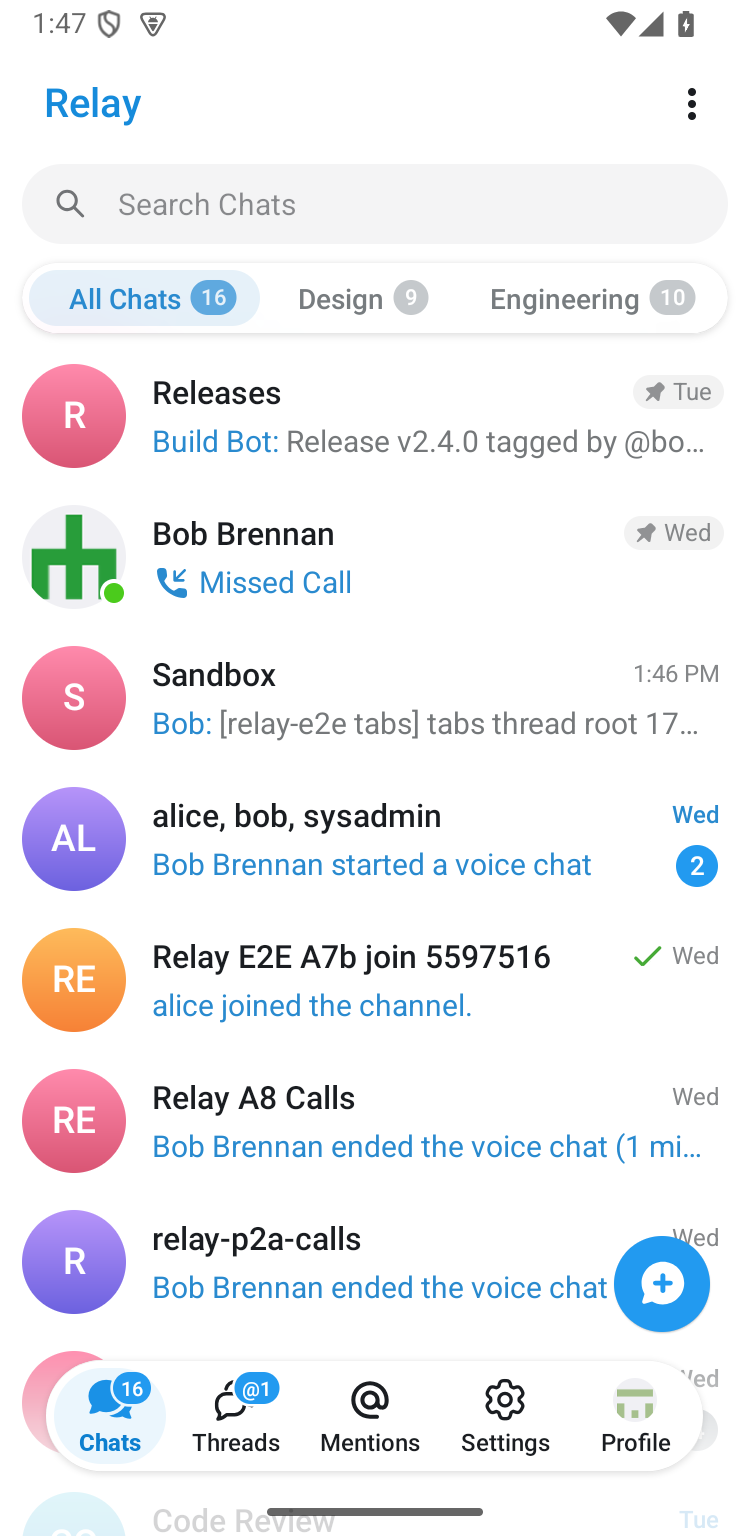 1:47
Relay
Search Chats
All Chats 16 Design 9 Engineering 10
R Releases Tue
Build Bot: Release v2.4.0 tagged by @bo…
Bob Brennan Wed
Missed Call
S Sandbox 1:46 PM
Bob: [relay-e2e tabs] tabs thread root 17…
AL alice, bob, sysadmin Wed
Bob Brennan started a voice chat 2
RE Relay E2E A7b join 5597516 Wed
alice joined the channel.
RE Relay A8 Calls Wed
Bob Brennan ended the voice chat (1 mi…
R relay-p2a-calls Wed
Bob Brennan ended the voice chat
Wed
16 @1
Chats Threads Mentions Settings Profile
Code Review Tue